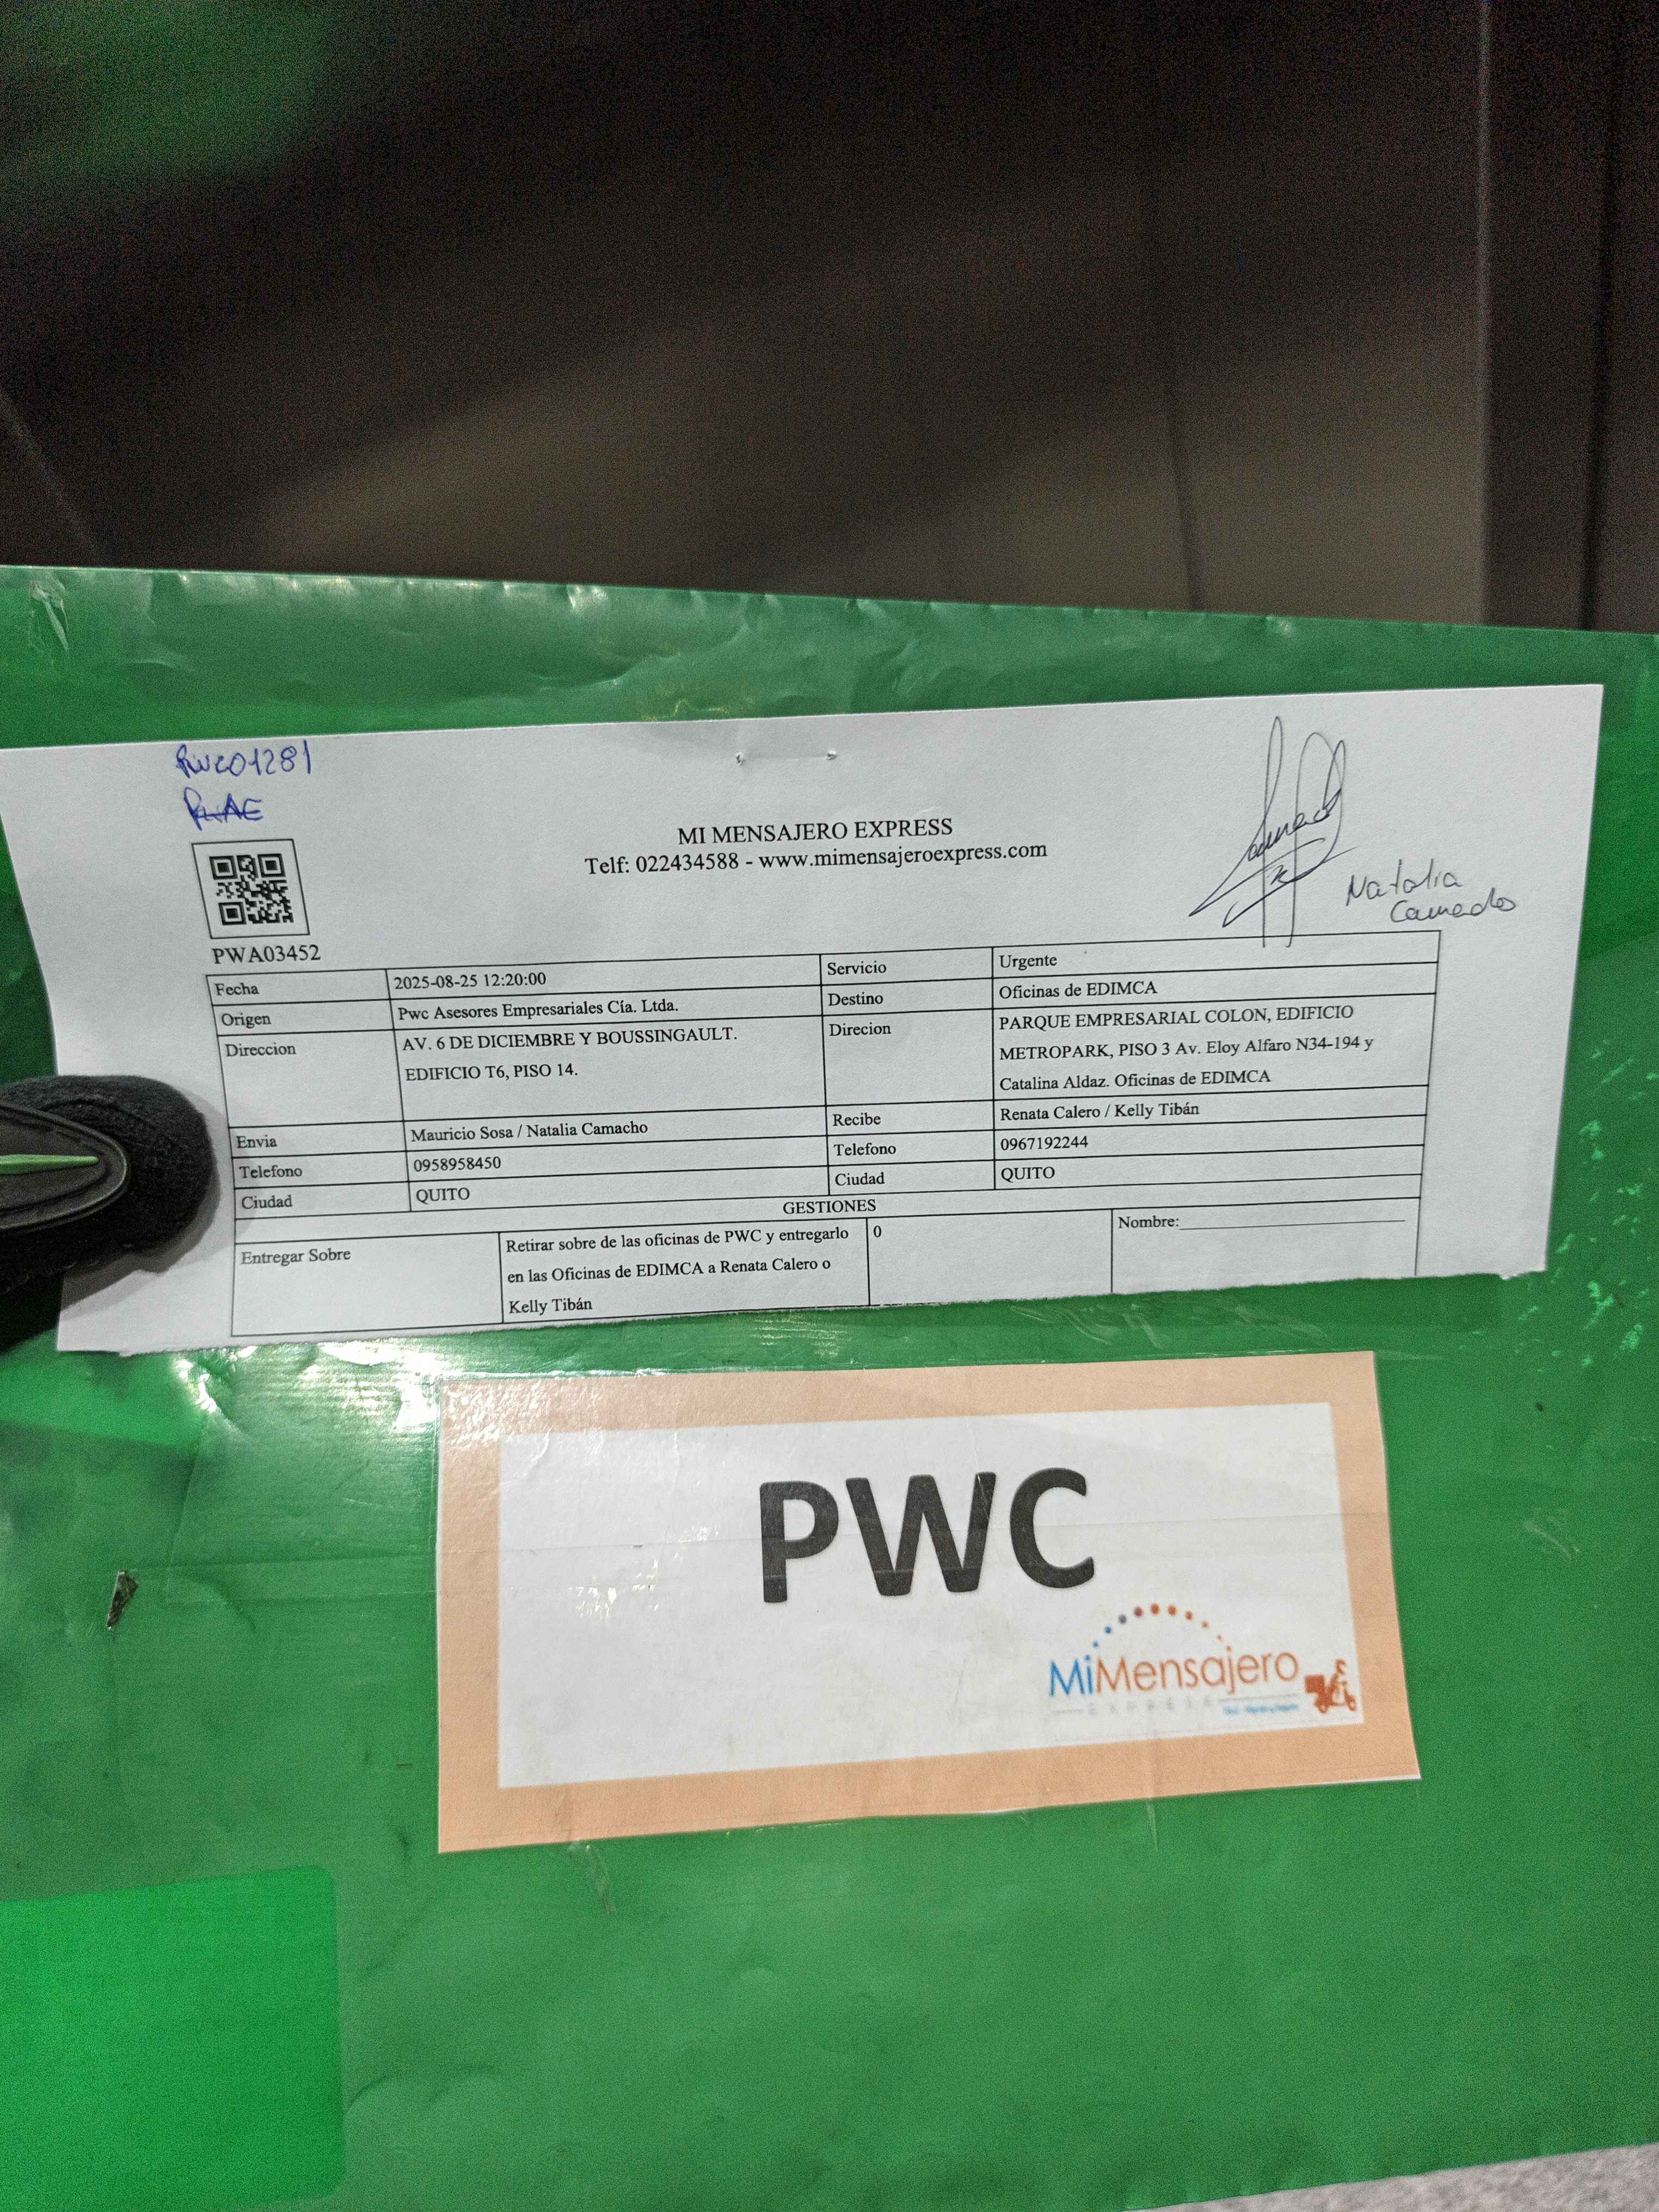 PWC01281
MI MENSAJERO EXPRESS
Telf: 022434588 - www.mimensajeroexpress.com
Natalia
Camacho
PWA03452
Fecha 2025-08-25 12:20:00 Servicio Urgente
Origen Pwc Asesores Empresariales Cía. Ltda. Destino Oficinas de EDIMCA
Direccion AV. 6 DE DICIEMBRE Y BOUSSINGAULT. Direcion PARQUE EMPRESARIAL COLON, EDIFICIO
EDIFICIO T6, PISO 14. METROPARK, PISO 3 Av. Eloy Alfaro N34-194 y
Catalina Aldaz. Oficinas de EDIMCA
Envia Mauricio Sosa / Natalia Camacho Recibe Renata Calero / Kelly Tibán
Telefono 0958958450 Telefono 0967192244
Ciudad QUITO Ciudad QUITO
GESTIONES
Entregar Sobre Retirar sobre de las oficinas de PWC y entregarlo 0 Nombre:
en las Oficinas de EDIMCA a Renata Calero o
Kelly Tibán
PWC
MiMensajero
EXPRESS